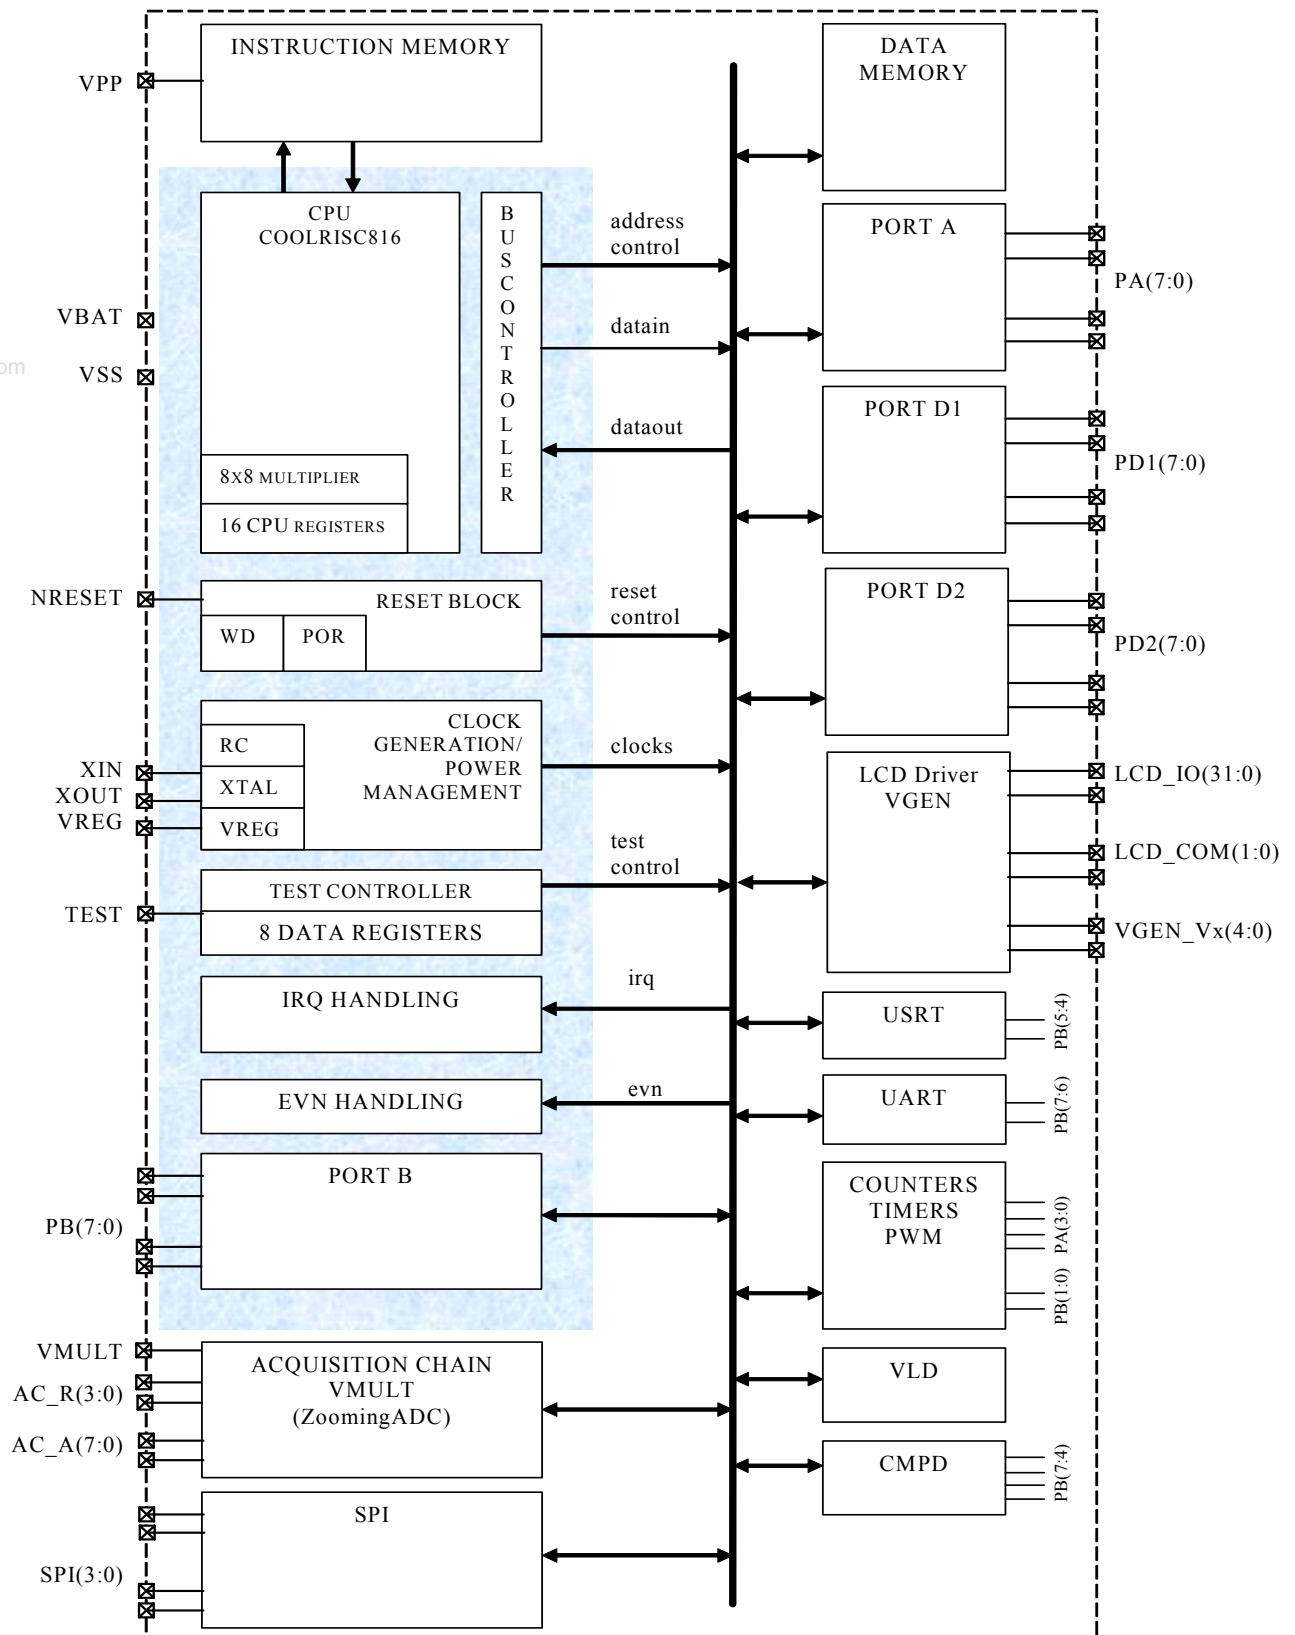 INSTRUCTION MEMORY
VPP
CPU
COOLRISC816
8X8 MULTIPLIER
16 CPU REGISTERS
BUSCONTROLLER
VBAT
om
VSS
address
control
datain
dataout
NRESET
RESET BLOCK
WD
POR
reset
control
CLOCK
GENERATION/
POWER
MANAGEMENT
RC
XTAL
VREG
XIN
XOUT
VREG
clocks
test
control
TEST
TEST CONTROLLER
8 DATA REGISTERS
IRQ HANDLING
irq
EVN HANDLING
evn
PORT B
PB(7:0)
VMULT
AC_R(3:0)
AC_A(7:0)
ACQUISITION CHAIN
VMULT
(ZoomingADC)
SPI
SPI(3:0)
DATA
MEMORY
PORT A
PA(7:0)
PORT D1
PD1(7:0)
PORT D2
PD2(7:0)
LCD Driver
VGEN
LCD_IO(31:0)
LCD_COM(1:0)
VGEN_Vx(4:0)
USRT
PB(5:4)
UART
PB(7:6)
COUNTERS
TIMERS
PWM
PA(3:0)
PB(1:0)
VLD
CMPD
PB(7:4)